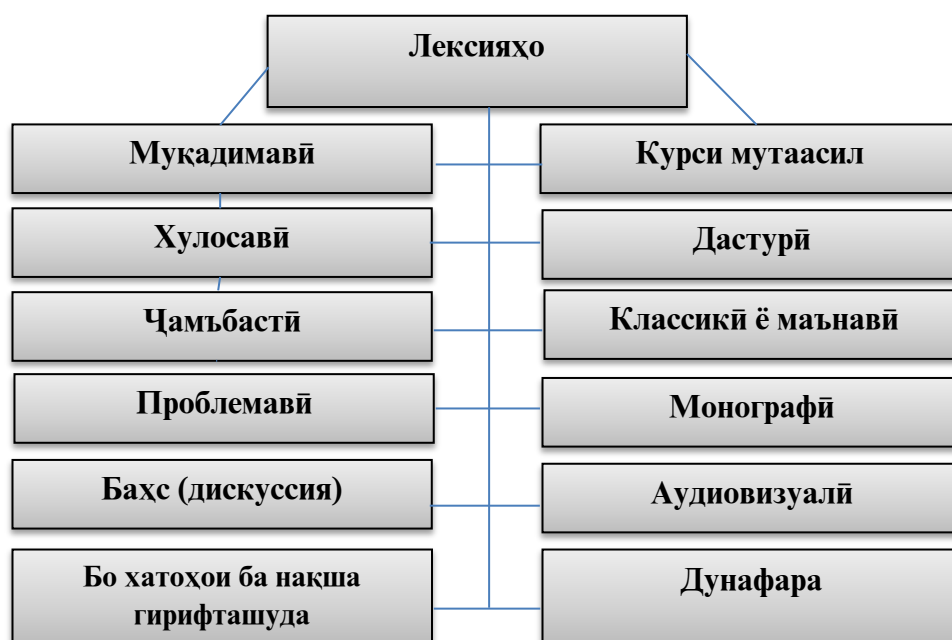 Лексияҳо
Муқадимавӣ
Курси мутаасил
Хулосавӣ
Дастурӣ
Ҷамъбастӣ
Классикӣ ё маънавӣ
Проблемавӣ
Монографӣ
Баҳс (дискуссия)
Аудиовизуалӣ
Бо хатоҳои ба нақша
гирифташуда
Дунафара